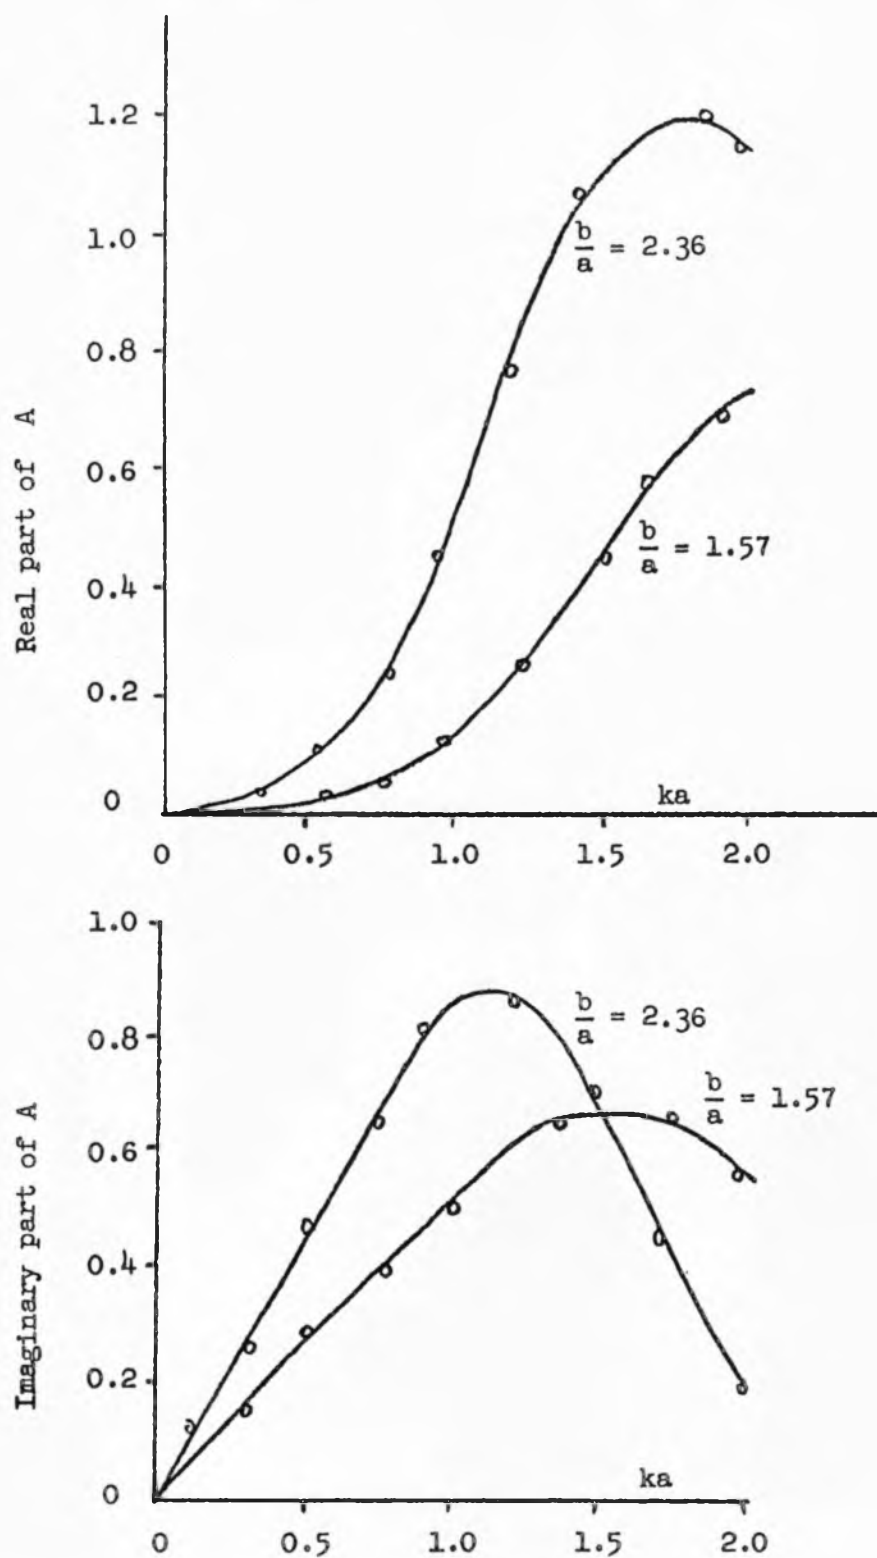 1.2
1.0
0.8
0.6
0.4
0.2
0
Real part of A
b/a = 2.36
b/a = 1.57
ka
0 0.5 1.0 1.5 2.0
1.0
0.8
0.6
0.4
0.2
0
Imaginary part of A
b/a = 2.36
b/a = 1.57
ka
0 0.5 1.0 1.5 2.0